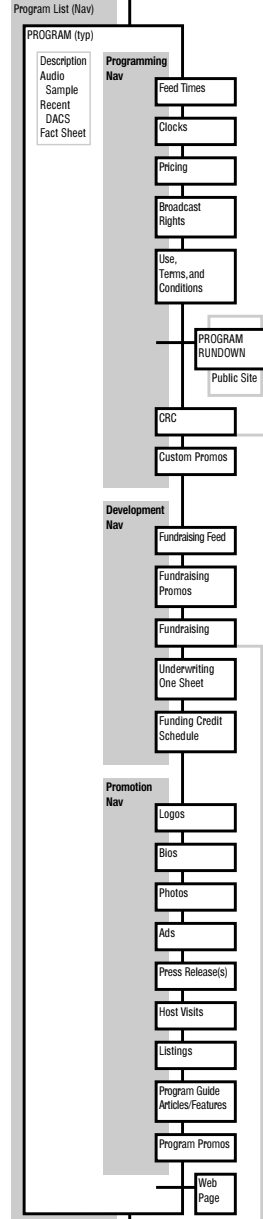 Program List (Nav)
PROGRAM (typ)
Description
Audio
Sample
Recent
DACS
Fact Sheet
Programming
Nav
Feed Times
Clocks
Pricing
Broadcast
Rights
Use,
Terms, and
Conditions
PROGRAM
RUNDOWN
Public Site
CRC
Custom Promos
Development
Nav
Fundraising Feed
Fundraising
Promos
Fundraising
Underwriting
One Sheet
Funding Credit
Schedule
Promotion
Nav
Logos
Bios
Photos
Ads
Press Release(s)
Host Visits
Listings
Program Guide
Articles/Features
Program Promos
Web
Page